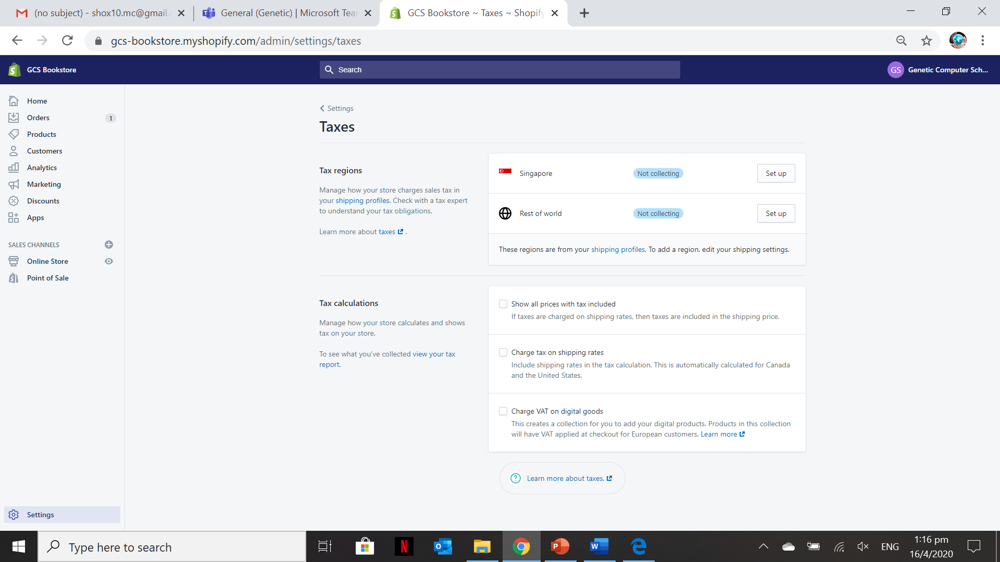 (no subject) - shox10.mc@gmail.
General (Genetic) | Microsoft Tea
GCS Bookstore ~ Taxes ~ Shopify
gcs-bookstore.myshopify.com/admin/settings/taxes
GCS Bookstore
Search
GS
Genetic Computer Sch...
Home
Orders
1
Products
Customers
Analytics
Marketing
Discounts
Apps
SALES CHANNELS
Online Store
Point of Sale
Settings
Settings
Taxes
Tax regions
Manage how your store charges sales tax in
your shipping profiles. Check with a tax expert
to understand your tax obligations.
Learn more about taxes .
Singapore
Not collecting
Set up
Rest of world
Not collecting
Set up
These regions are from your shipping profiles. To add a region, edit your shipping settings.
Tax calculations
Manage how your store calculates and shows
tax on your store.
To see what you've collected view your tax
report.
Show all prices with tax included
If taxes are charged on shipping rates, then taxes are included in the shipping price.
Charge tax on shipping rates
Include shipping rates in the tax calculation. This is automatically calculated for Canada
and the United States.
Charge VAT on digital goods
This creates a collection for you to add your digital products. Products in this collection
will have VAT applied at checkout for European customers. Learn more
Learn more about taxes.
Type here to search
ENG
1:16 pm
16/4/2020